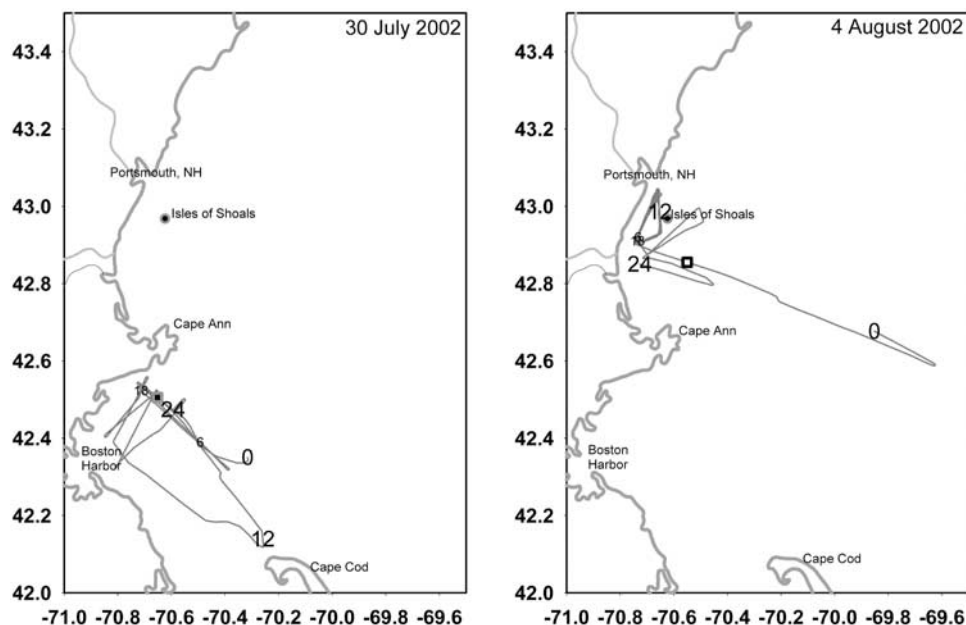 30 July 2002
43.4
43.2
Portsmouth, NH
43.0
Isles of Shoals
42.8
Cape Ann
42.6
18
24
42.4
6
0
Boston
Harbor
42.2
12
Cape Cod
42.0
-71.0 -70.8 -70.6 -70.4 -70.2 -70.0 -69.8 -69.6
4 August 2002
43.4
43.2
Portsmouth, NH
43.0
12
Isles of Shoals
6
18
24
42.8
0
Cape Ann
42.6
42.4
Boston
Harbor
42.2
Cape Cod
42.0
-71.0 -70.8 -70.6 -70.4 -70.2 -70.0 -69.8 -69.6